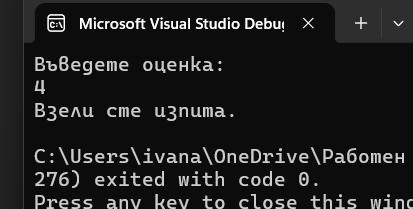 Microsoft Visual Studio Debug
Въведете оценка:
4
Взели сте изпита.
C:\Users\ivana\OneDrive\Работен
276) exited with code 0.
Press any key to close this wind